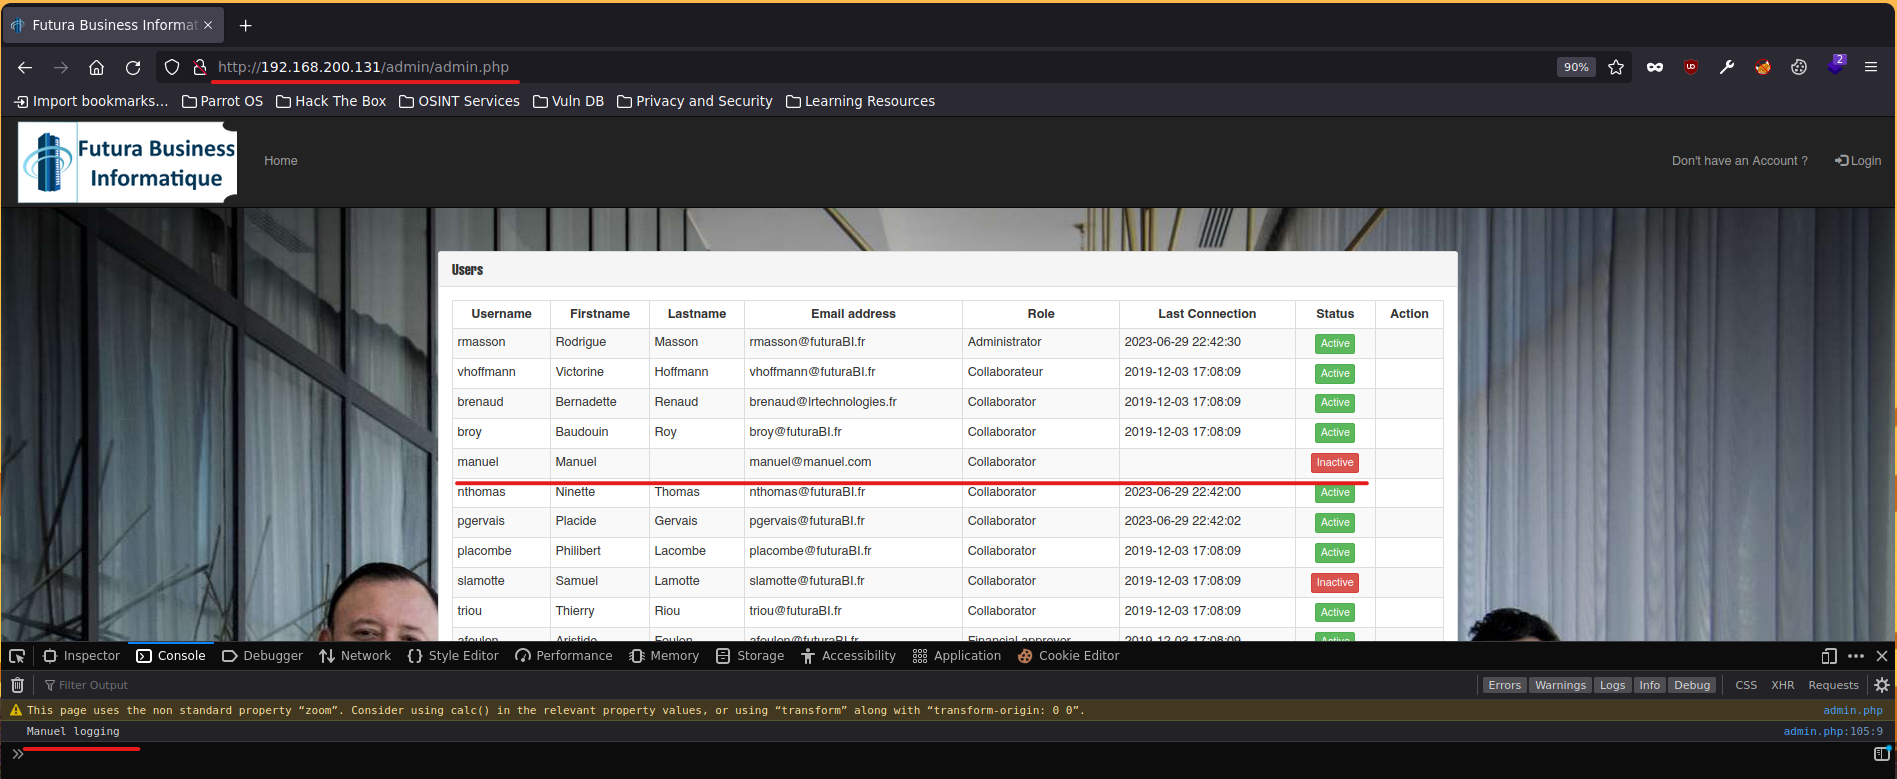 Futura Business Informat
http://192.168.200.131/admin/admin.php
90%
2
Import bookmarks... Parrot OS Hack The Box OSINT Services Vuln DB Privacy and Security Learning Resources
Futura Business
Informatique
Home Don't have an Account ? Login
Users
Username Firstname Lastname Email address Role Last Connection Status Action
rmasson Rodrigue Masson rmasson@futuraBI.fr Administrator 2023-06-29 22:42:30 Active
vhoffmann Victorine Hoffmann vhoffmann@futuraBI.fr Collaborateur 2019-12-03 17:08:09 Active
brenaud Bernadette Renaud brenaud@lrtechnologies.fr Collaborator 2019-12-03 17:08:09 Active
broy Baudouin Roy broy@futuraBI.fr Collaborator 2019-12-03 17:08:09 Active
manuel Manuel manuel@manuel.com Collaborator Inactive
nthomas Ninette Thomas nthomas@futuraBI.fr Collaborator 2023-06-29 22:42:00 Active
pgervais Placide Gervais pgervais@futuraBI.fr Collaborator 2023-06-29 22:42:02 Active
placombe Philibert Lacombe placombe@futuraBI.fr Collaborator 2019-12-03 17:08:09 Active
slamotte Samuel Lamotte slamotte@futuraBI.fr Collaborator 2019-12-03 17:08:09 Inactive
triou Thierry Riou triou@futuraBI.fr Collaborator 2019-12-03 17:08:09 Active
afoulon Aristide Foulon afoulon@futuraBI.fr Financial approver 2019-12-03 17:08:09 Active
Inspector Console Debugger Network Style Editor Performance Memory Storage Accessibility Application Cookie Editor
Filter Output Errors Warnings Logs Info Debug CSS XHR Requests
This page uses the non standard property “zoom”. Consider using calc() in the relevant property values, or using “transform” along with “transform-origin: 0 0”. admin.php
Manuel logging admin.php:105:9